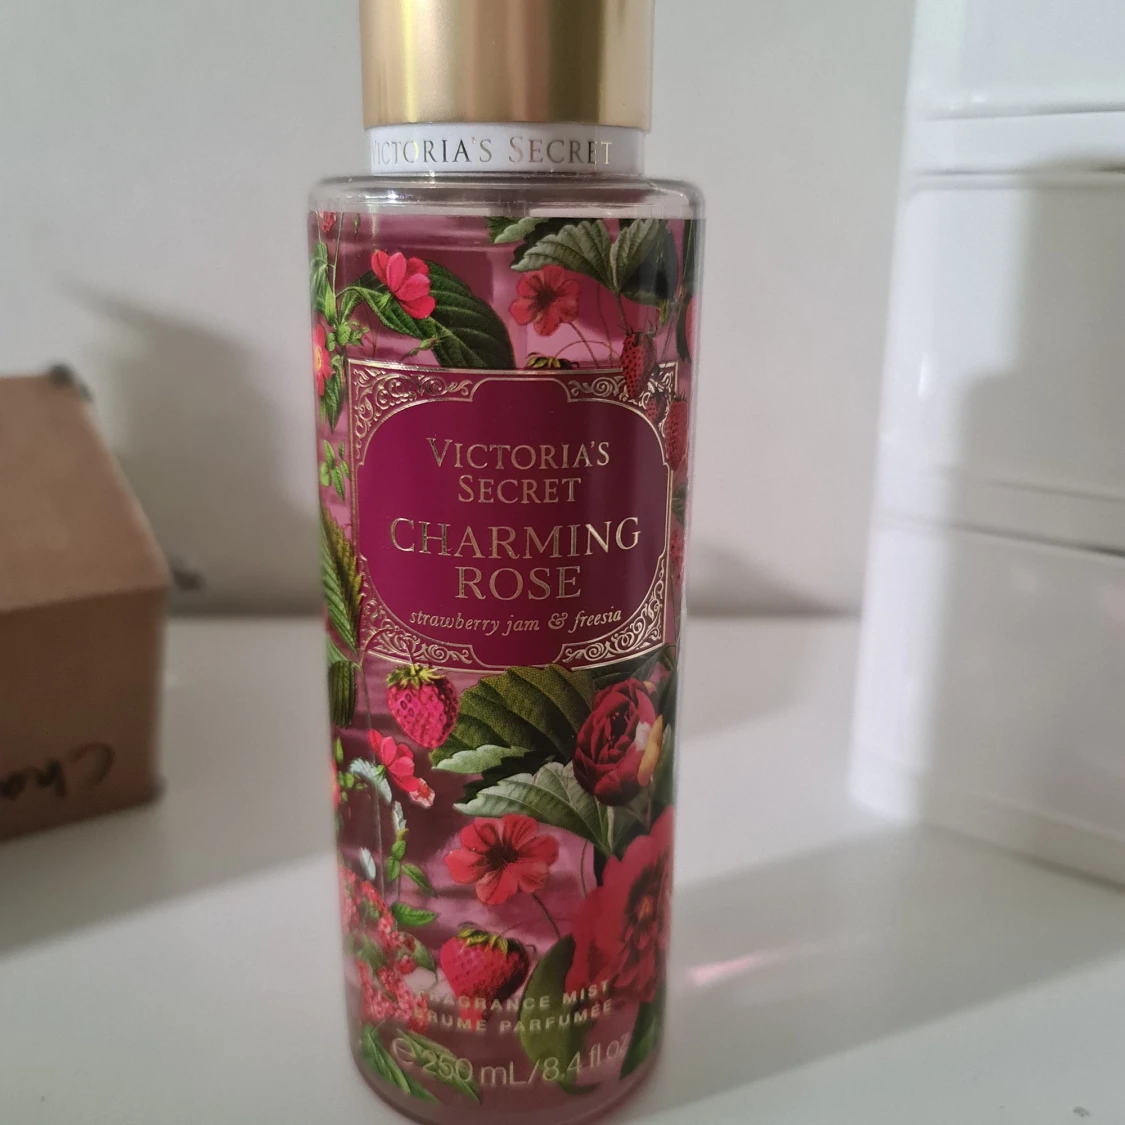 VICTORIA'S SECRET
VICTORIA'S
SECRET
CHARMING
ROSE
strawberry jam & freesia
FRAGRANCE MIST
BRUME PARFUMÉE
℮ 250 mL/8.4 fl oz